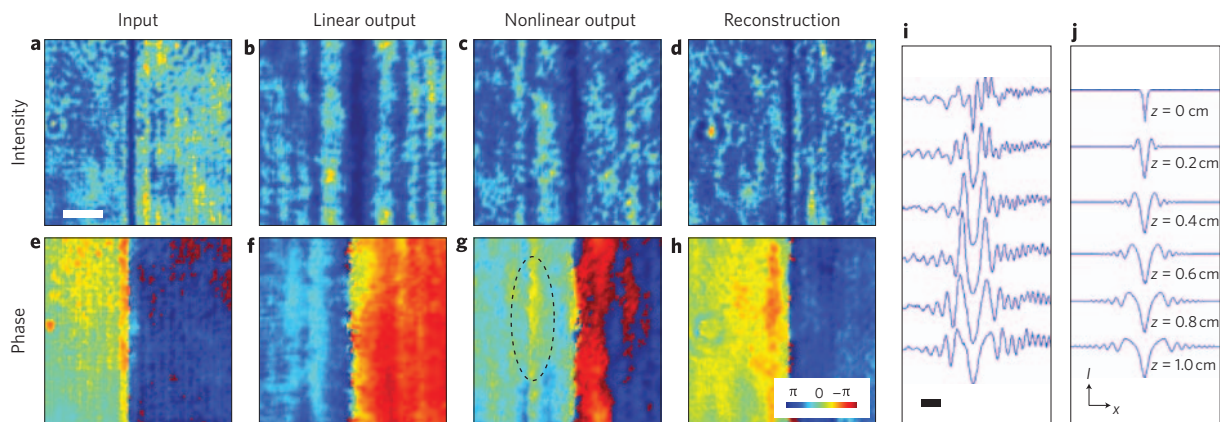 Input
Linear output
Nonlinear output
Reconstruction
a
b
c
d
i
j
Intensity
z = 0 cm
z = 0.2 cm
z = 0.4 cm
z = 0.6 cm
z = 0.8 cm
z = 1.0 cm
e
f
g
h
Phase
π 0 −π
I
x